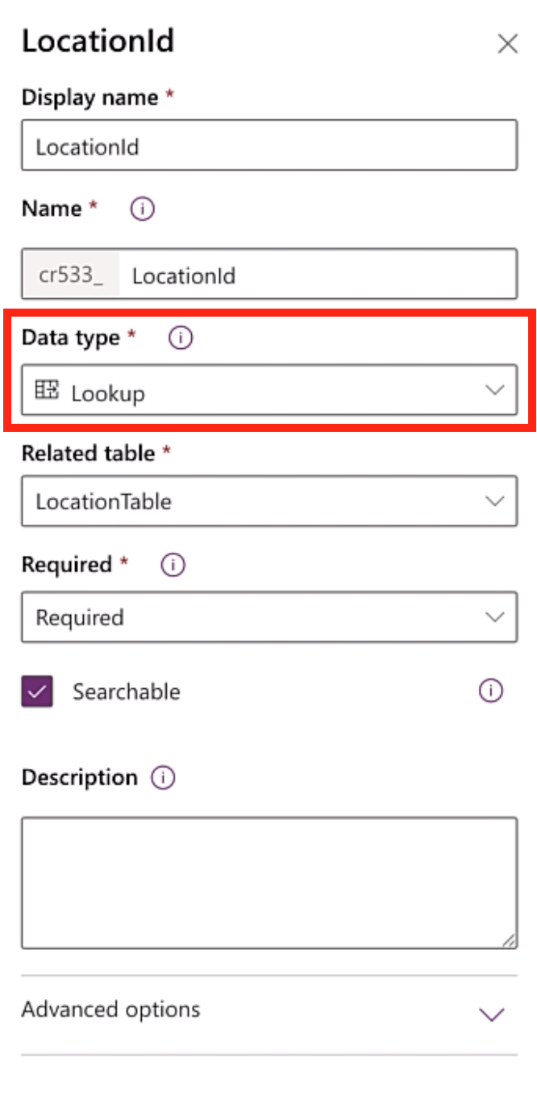 LocationId
Display name *
LocationId
Name *
cr533_ LocationId
Data type *
Lookup
Related table *
LocationTable
Required *
Required
Searchable
Description
Advanced options